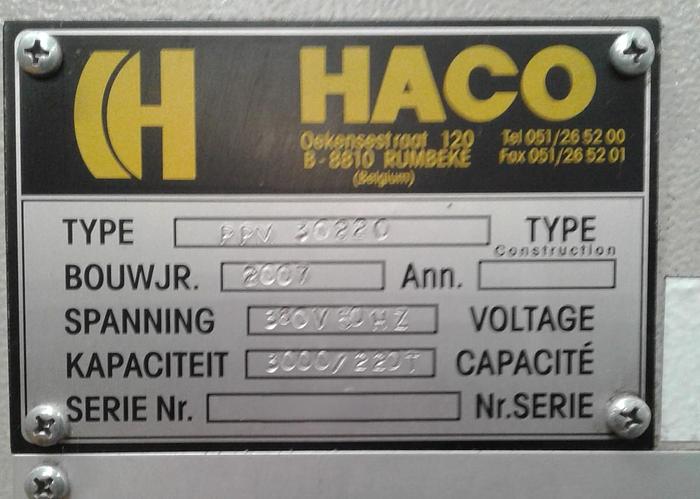 HACO
Oekensestraat 120 Tel 051/26 52 00
B-8810 RUMBEKE Fax 051/26 52 01
(Belgium)
TYPE PPV 30220 TYPE
Construction
BOUWJR. 2007 Ann.
SPANNING 380V 50HZ VOLTAGE
KAPACITEIT 3000/220T CAPACITÉ
SERIE Nr. Nr.SERIE